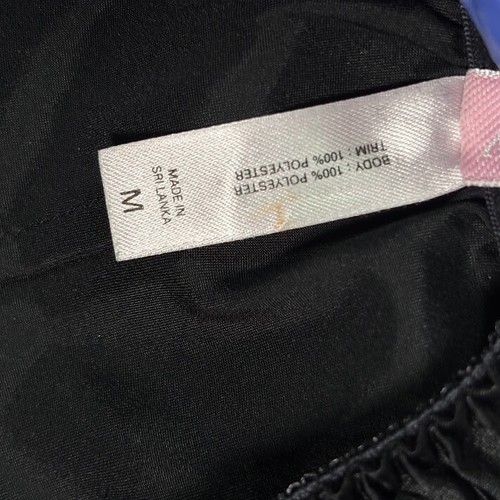 BODY : 100% POLYESTER
TRIM : 100% POLYESTER
MADE IN
SRI LANKA
M